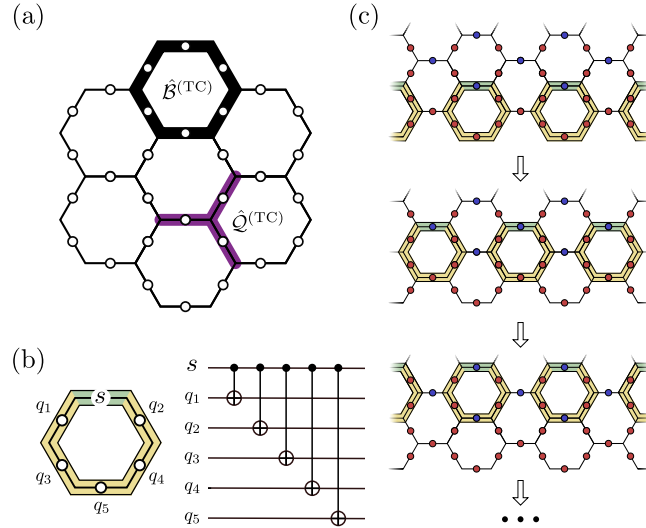 (a)
B̂^(TC)
Q̂^(TC)
(b)
s
q₁
q₂
q₃
q₄
q₅
s
q₁
q₂
q₃
q₄
q₅
(c)
• • •